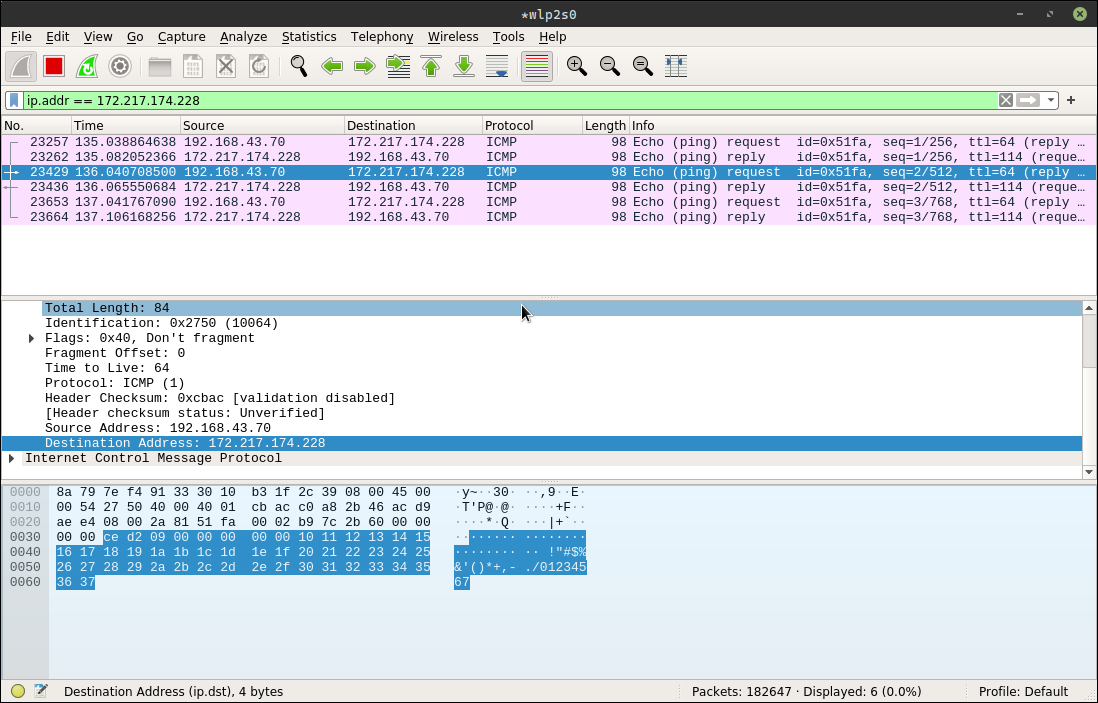 *wlp2s0
File Edit View Go Capture Analyze Statistics Telephony Wireless Tools Help
ip.addr == 172.217.174.228
No. Time Source Destination Protocol Length Info
23257 135.038864638 192.168.43.70 172.217.174.228 ICMP 98 Echo (ping) request id=0x51fa, seq=1/256, ttl=64 (reply …
23262 135.082052366 172.217.174.228 192.168.43.70 ICMP 98 Echo (ping) reply id=0x51fa, seq=1/256, ttl=114 (reque…
23429 136.040708500 192.168.43.70 172.217.174.228 ICMP 98 Echo (ping) request id=0x51fa, seq=2/512, ttl=64 (reply …
23436 136.065550684 172.217.174.228 192.168.43.70 ICMP 98 Echo (ping) reply id=0x51fa, seq=2/512, ttl=114 (reque…
23653 137.041767090 192.168.43.70 172.217.174.228 ICMP 98 Echo (ping) request id=0x51fa, seq=3/768, ttl=64 (reply …
23664 137.106168256 172.217.174.228 192.168.43.70 ICMP 98 Echo (ping) reply id=0x51fa, seq=3/768, ttl=114 (reque…
Total Length: 84
Identification: 0x2750 (10064)
Flags: 0x40, Don't fragment
Fragment Offset: 0
Time to Live: 64
Protocol: ICMP (1)
Header Checksum: 0xcbac [validation disabled]
[Header checksum status: Unverified]
Source Address: 192.168.43.70
Destination Address: 172.217.174.228
Internet Control Message Protocol
0000 8a 79 7e f4 91 33 30 10 b3 1f 2c 39 08 00 45 00 ·y~··30· ··,9··E·
0010 00 54 27 50 40 00 40 01 cb ac c0 a8 2b 46 ac d9 ·T'P@·@· ····+F··
0020 ae e4 08 00 2a 81 51 fa 00 02 b9 7c 2b 60 00 00 ····*·Q· ···|+`··
0030 00 00 ce d2 09 00 00 00 00 00 10 11 12 13 14 15 ········ ········
0040 16 17 18 19 1a 1b 1c 1d 1e 1f 20 21 22 23 24 25 ········ ·· !"#$%
0050 26 27 28 29 2a 2b 2c 2d 2e 2f 30 31 32 33 34 35 &'()*+,- ./012345
0060 36 37 67
Destination Address (ip.dst), 4 bytes Packets: 182647 · Displayed: 6 (0.0%) Profile: Default